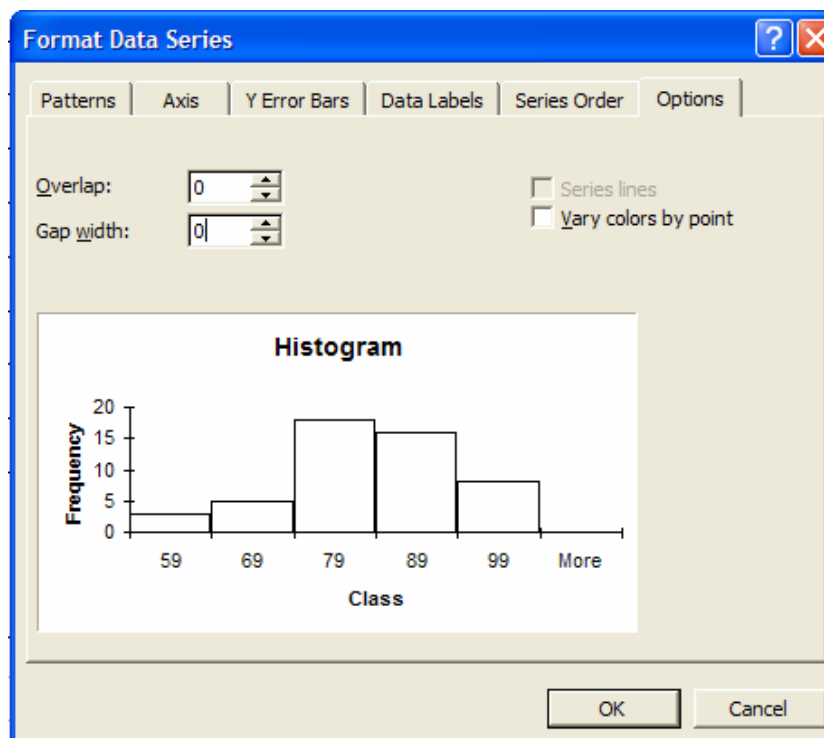 Format Data Series
?
Patterns Axis Y Error Bars Data Labels Series Order Options
Overlap: 0 Series lines
Gap width: 0 Vary colors by point
Histogram
Frequency
20
15
10
5
0
59 69 79 89 99 More
Class
OK Cancel